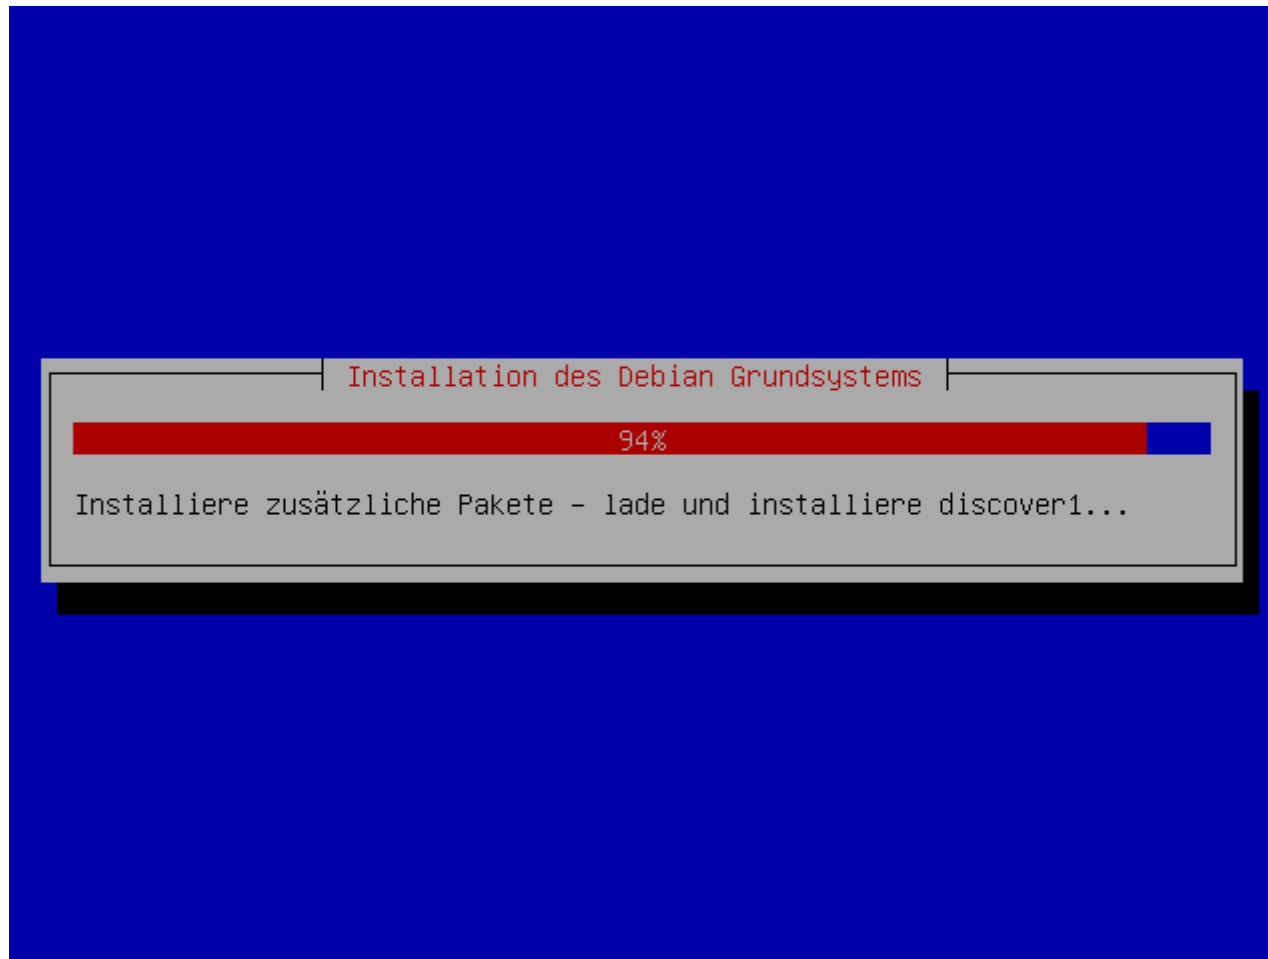 Installation des Debian Grundsystems
94%
Installiere zusätzliche Pakete – lade und installiere discover1...